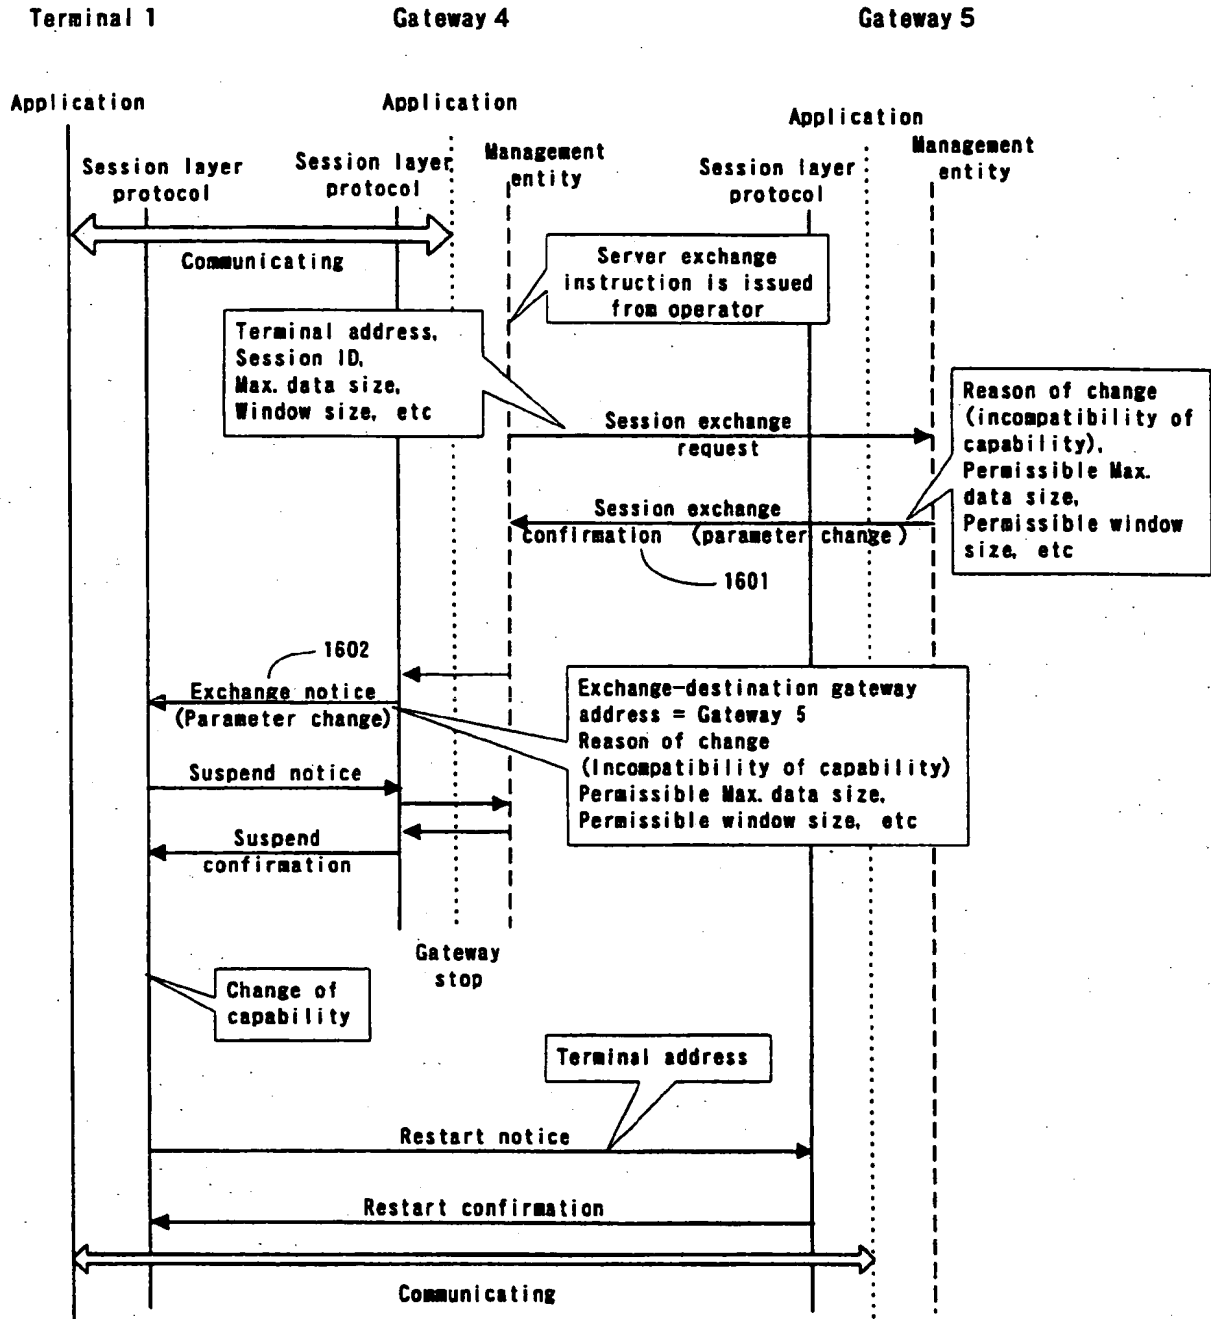 Terminal 1
Gateway 4
Gateway 5
Application
Application
Application
Session layer
protocol
Session layer
protocol
Management
entity
Session layer
protocol
Management
entity
Communicating
Server exchange
instruction is issued
from operator
Terminal address,
Session ID,
Max. data size,
Window size, etc
Session exchange
request
Reason of change
(incompatibility of
capability),
Permissible Max.
data size,
Permissible window
size, etc
Session exchange
confirmation (parameter change)
1601
1602
Exchange notice
(Parameter change)
Exchange-destination gateway
address = Gateway 5
Reason of change
(Incompatibility of capability)
Permissible Max. data size,
Permissible window size, etc
Suspend notice
Suspend
confirmation
Gateway
stop
Change of
capability
Terminal address
Restart notice
Restart confirmation
Communicating